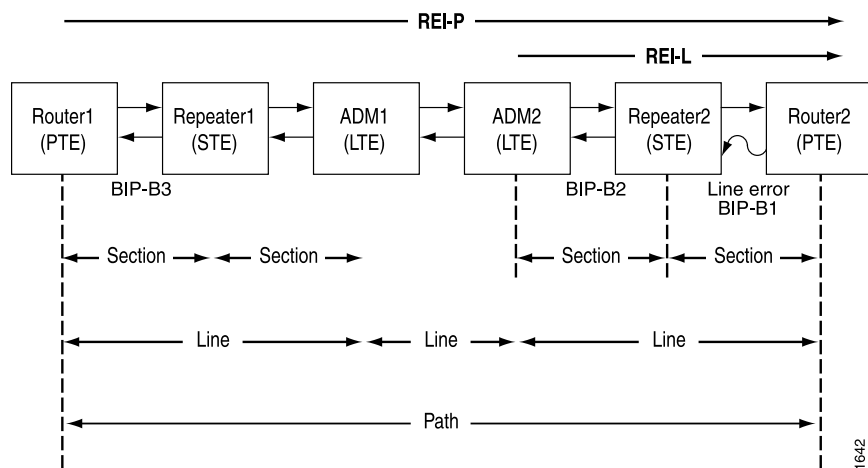 REI-P
REI-L
Router1
(PTE)
Repeater1
(STE)
ADM1
(LTE)
ADM2
(LTE)
Repeater2
(STE)
Router2
(PTE)
BIP-B3
BIP-B2
Line error
BIP-B1
Section
Section
Section
Section
Line
Line
Line
Path
1642